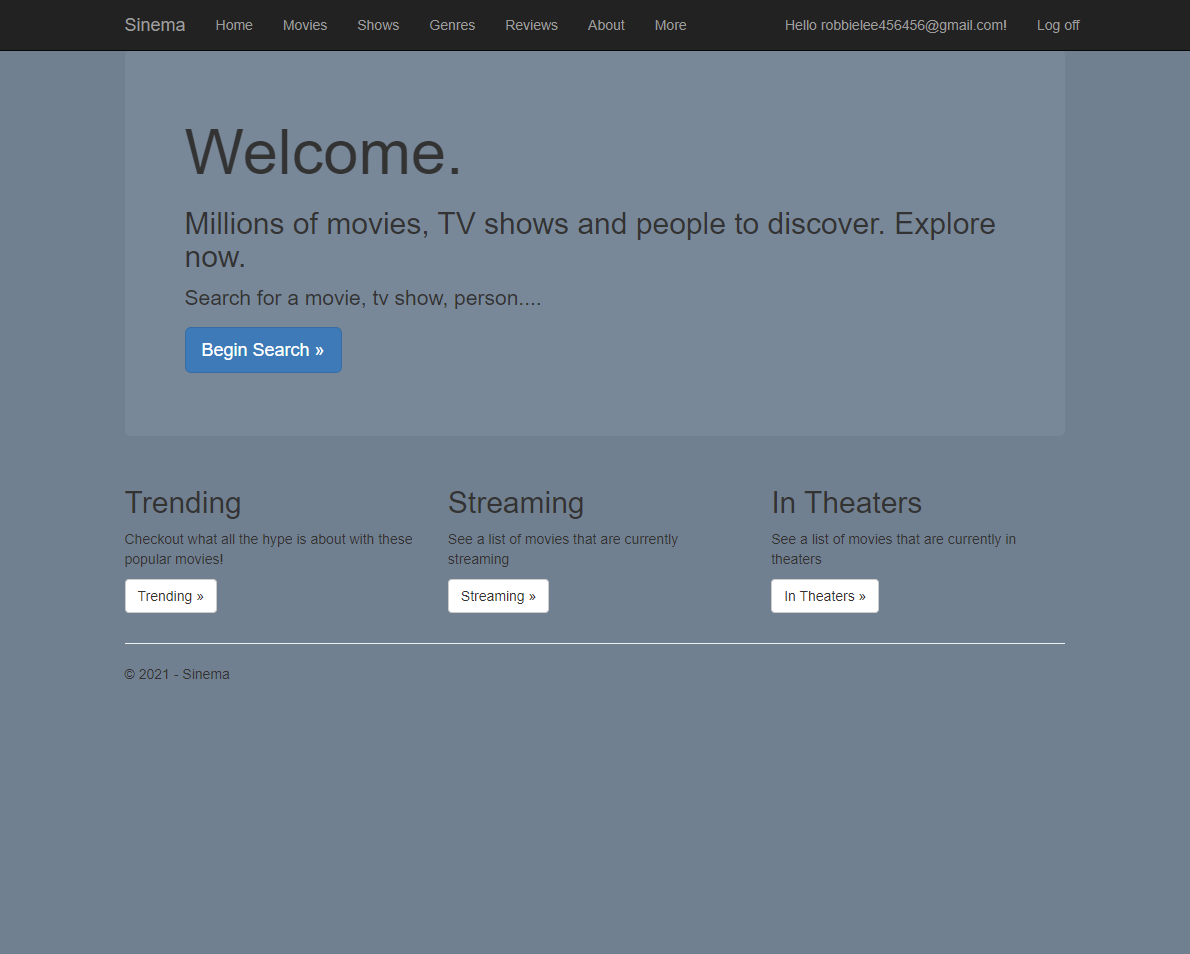 Sinema Home Movies Shows Genres Reviews About More Hello robbielee456456@gmail.com! Log off
Welcome.
Millions of movies, TV shows and people to discover. Explore
now.
Search for a movie, tv show, person....
Begin Search »
Trending
Checkout what all the hype is about with these
popular movies!
Trending »
Streaming
See a list of movies that are currently
streaming
Streaming »
In Theaters
See a list of movies that are currently in
theaters
In Theaters »
© 2021 - Sinema